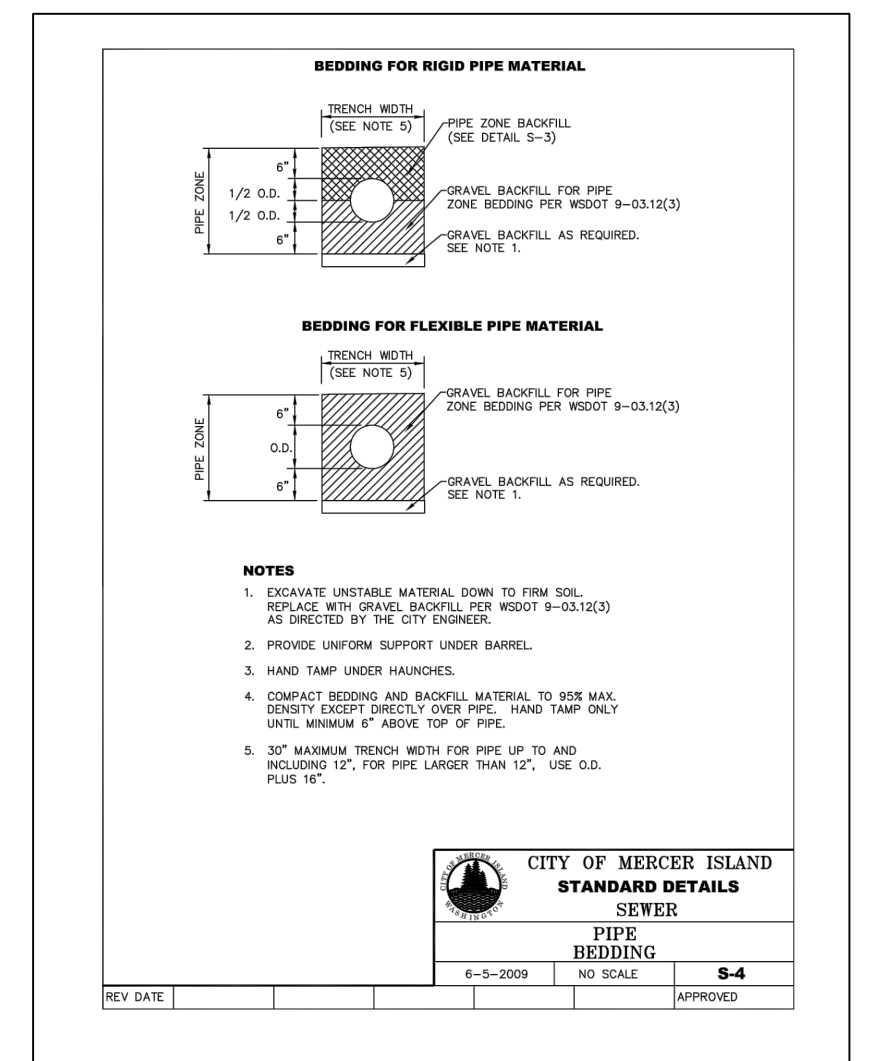 BEDDING FOR RIGID PIPE MATERIAL
TRENCH WIDTH
(SEE NOTE 5)
PIPE ZONE BACKFILL
(SEE DETAIL S-3)
PIPE ZONE
6"
1/2 O.D.
1/2 O.D.
6"
GRAVEL BACKFILL FOR PIPE
ZONE BEDDING PER WSDOT 9-03.12(3)
GRAVEL BACKFILL AS REQUIRED.
SEE NOTE 1.
BEDDING FOR FLEXIBLE PIPE MATERIAL
TRENCH WIDTH
(SEE NOTE 5)
GRAVEL BACKFILL FOR PIPE
ZONE BEDDING PER WSDOT 9-03.12(3)
PIPE ZONE
6"
O.D.
6"
GRAVEL BACKFILL AS REQUIRED.
SEE NOTE 1.
NOTES
1. EXCAVATE UNSTABLE MATERIAL DOWN TO FIRM SOIL.
REPLACE WITH GRAVEL BACKFILL PER WSDOT 9-03.12(3)
AS DIRECTED BY THE CITY ENGINEER.
2. PROVIDE UNIFORM SUPPORT UNDER BARREL.
3. HAND TAMP UNDER HAUNCHES.
4. COMPACT BEDDING AND BACKFILL MATERIAL TO 95% MAX.
DENSITY EXCEPT DIRECTLY OVER PIPE. HAND TAMP ONLY
UNTIL MINIMUM 6" ABOVE TOP OF PIPE.
5. 30" MAXIMUM TRENCH WIDTH FOR PIPE UP TO AND
INCLUDING 12", FOR PIPE LARGER THAN 12", USE O.D.
PLUS 16".
CITY OF MERCER ISLAND
WASHINGTON
CITY OF MERCER ISLAND
STANDARD DETAILS
SEWER
PIPE
BEDDING
6-5-2009
NO SCALE
S-4
REV DATE
APPROVED